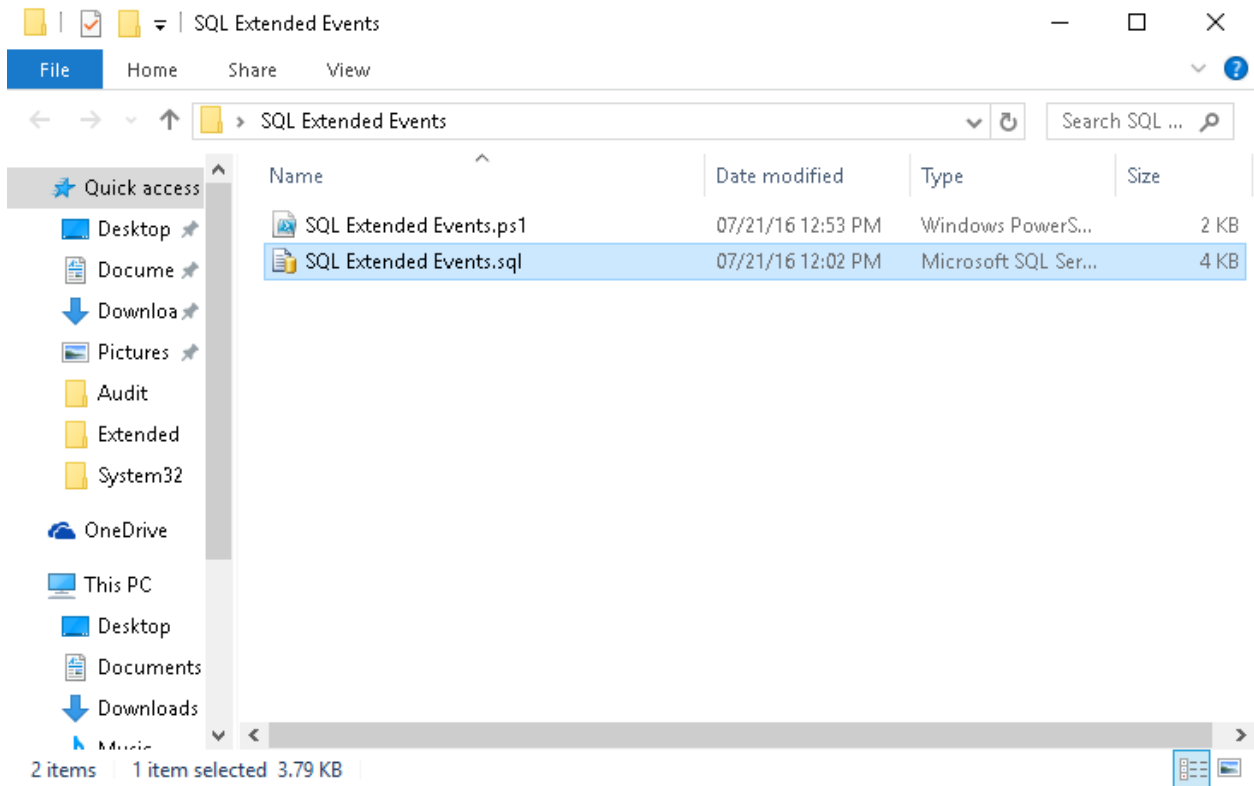 SQL Extended Events
File Home Share View
SQL Extended Events Search SQL ...
Name Date modified Type Size
SQL Extended Events.ps1 07/21/16 12:53 PM Windows PowerS... 2 KB
SQL Extended Events.sql 07/21/16 12:02 PM Microsoft SQL Ser... 4 KB
Quick access
Desktop
Docume
Downloa
Pictures
Audit
Extended
System32
OneDrive
This PC
Desktop
Documents
Downloads
Music
2 items 1 item selected 3.79 KB